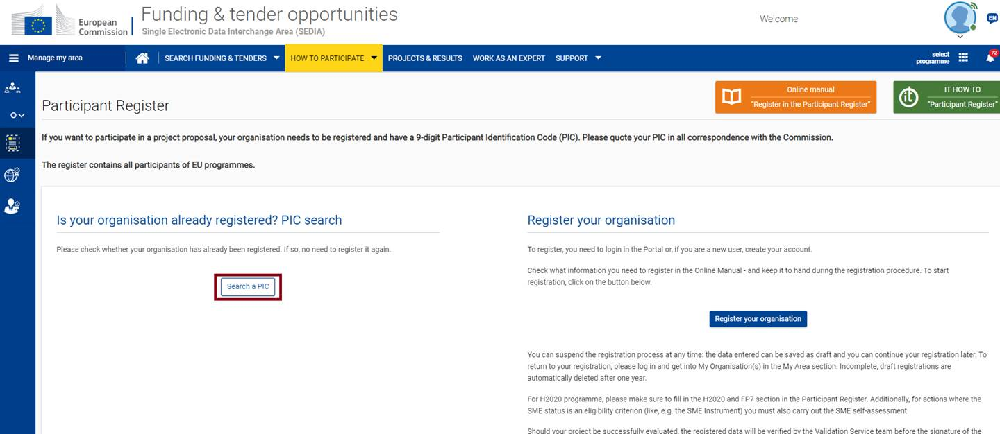 European
Commission
Funding & tender opportunities
Single Electronic Data Interchange Area (SEDIA)
Welcome
EN
Manage my area
SEARCH FUNDING & TENDERS
HOW TO PARTICIPATE
PROJECTS & RESULTS
WORK AS AN EXPERT
SUPPORT
select
programme
72
Participant Register
Online manual
"Register in the Participant Register"
it
IT HOW TO
"Participant Register"
If you want to participate in a project proposal, your organisation needs to be registered and have a 9-digit Participant Identification Code (PIC). Please quote your PIC in all correspondence with the Commission.
The register contains all participants of EU programmes.
Is your organisation already registered? PIC search
Please check whether your organisation has already been registered. If so, no need to register it again.
Search a PIC
Register your organisation
To register, you need to login in the Portal or, if you are a new user, create your account.
Check what information you need to register in the Online Manual - and keep it to hand during the registration procedure. To start
registration, click on the button below.
Register your organisation
You can suspend the registration process at any time: the data entered can be saved as draft and you can continue your registration later. To
return to your registration, please log in and get into My Organisation(s) in the My Area section. Incomplete, draft registrations are
automatically deleted after one year.
For H2020 programme, please make sure to fill in the H2020 and FP7 section in the Participant Register. Additionally, for actions where the
SME status is an eligibility criterion (like, e.g. the SME Instrument) you must also carry out the SME self-assessment.
Should your project be successfully evaluated, the registered data will be verified by the Validation Service team before the signature of the